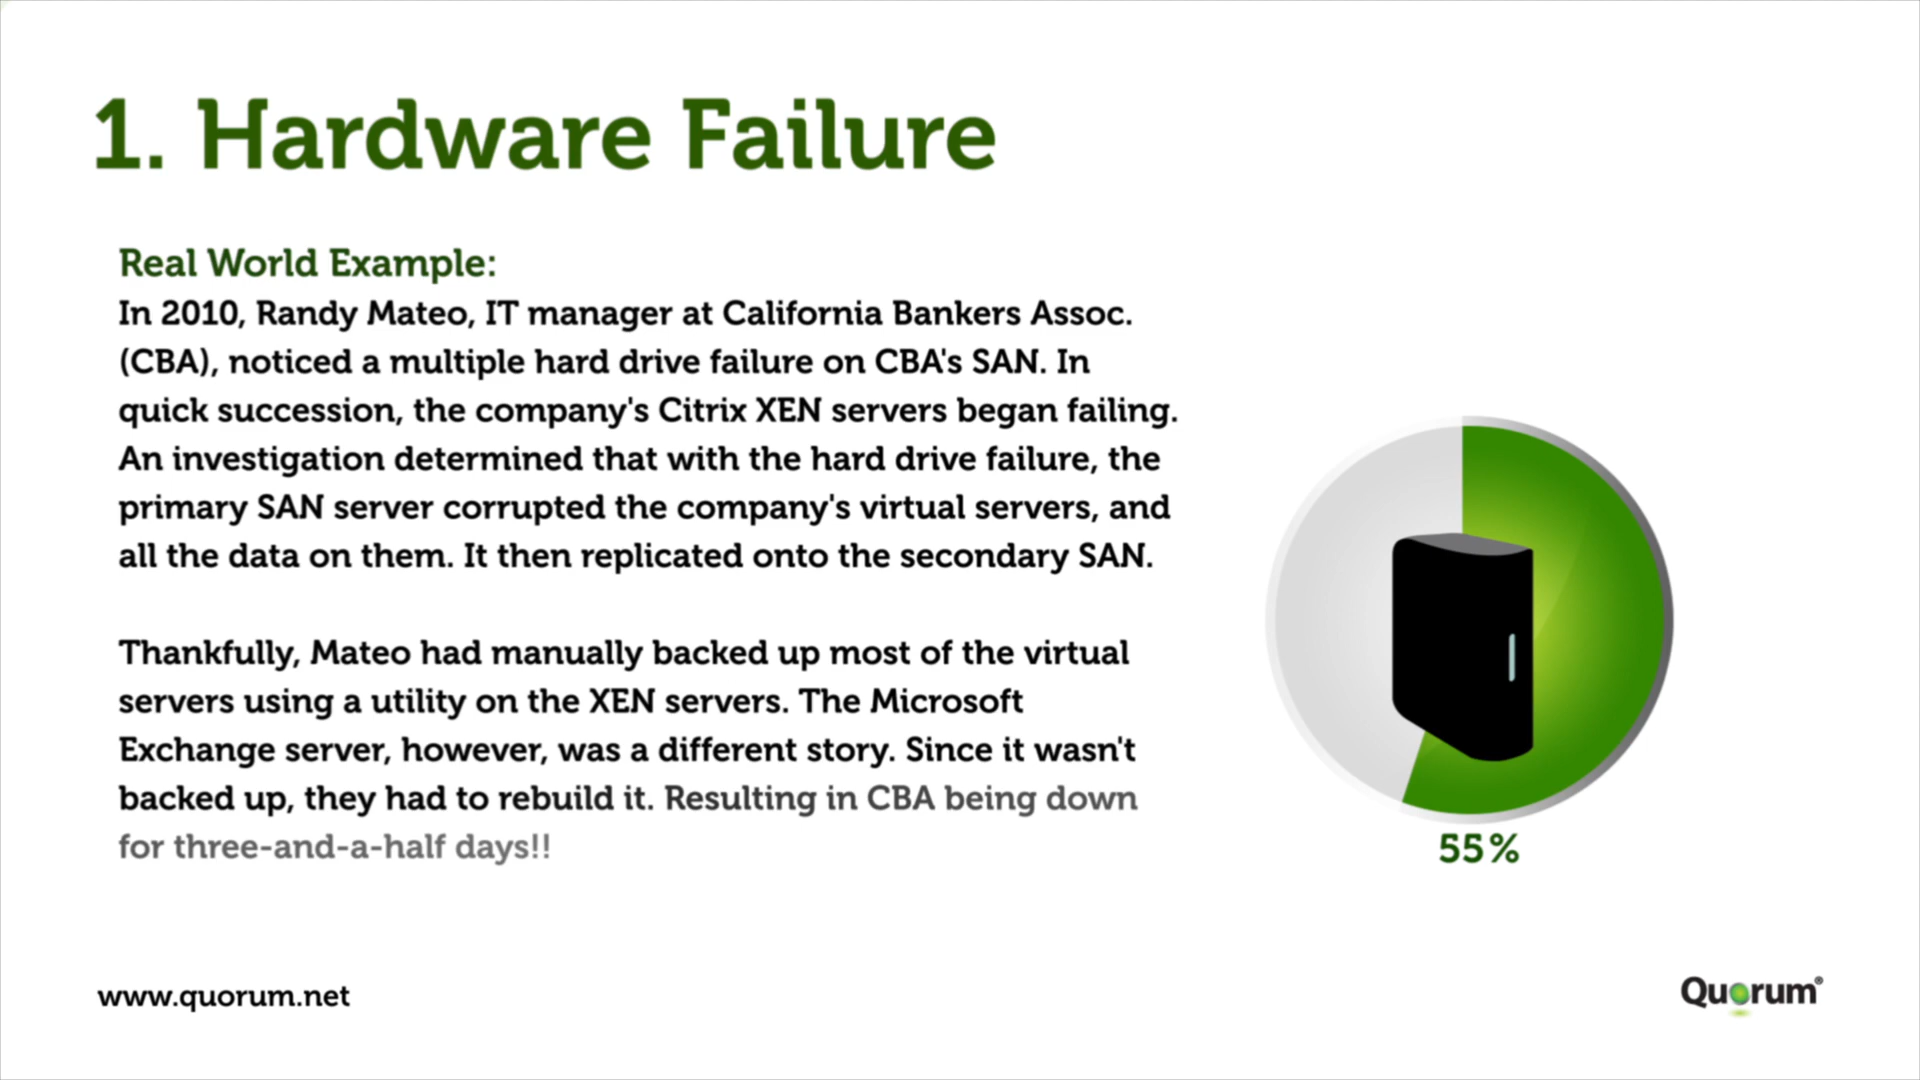 1. Hardware Failure
Real World Example:
In 2010, Randy Mateo, IT manager at California Bankers Assoc.
(CBA), noticed a multiple hard drive failure on CBA's SAN. In
quick succession, the company's Citrix XEN servers began failing.
An investigation determined that with the hard drive failure, the
primary SAN server corrupted the company's virtual servers, and
all the data on them. It then replicated onto the secondary SAN.
Thankfully, Mateo had manually backed up most of the virtual
servers using a utility on the XEN servers. The Microsoft
Exchange server, however, was a different story. Since it wasn't
backed up, they had to rebuild it. Resulting in CBA being down
for three-and-a-half days!!
55%
www.quorum.net
Quorum®